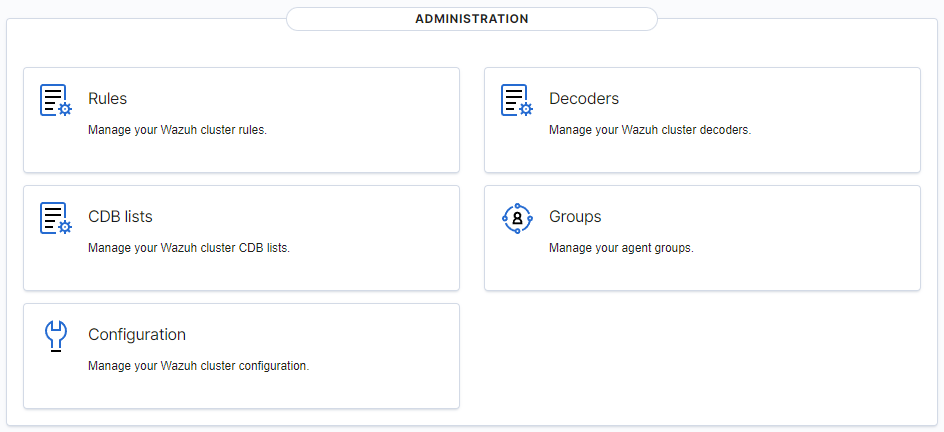 ADMINISTRATION
Rules
Manage your Wazuh cluster rules.
Decoders
Manage your Wazuh cluster decoders.
CDB lists
Manage your Wazuh cluster CDB lists.
Groups
Manage your agent groups.
Configuration
Manage your Wazuh cluster configuration.